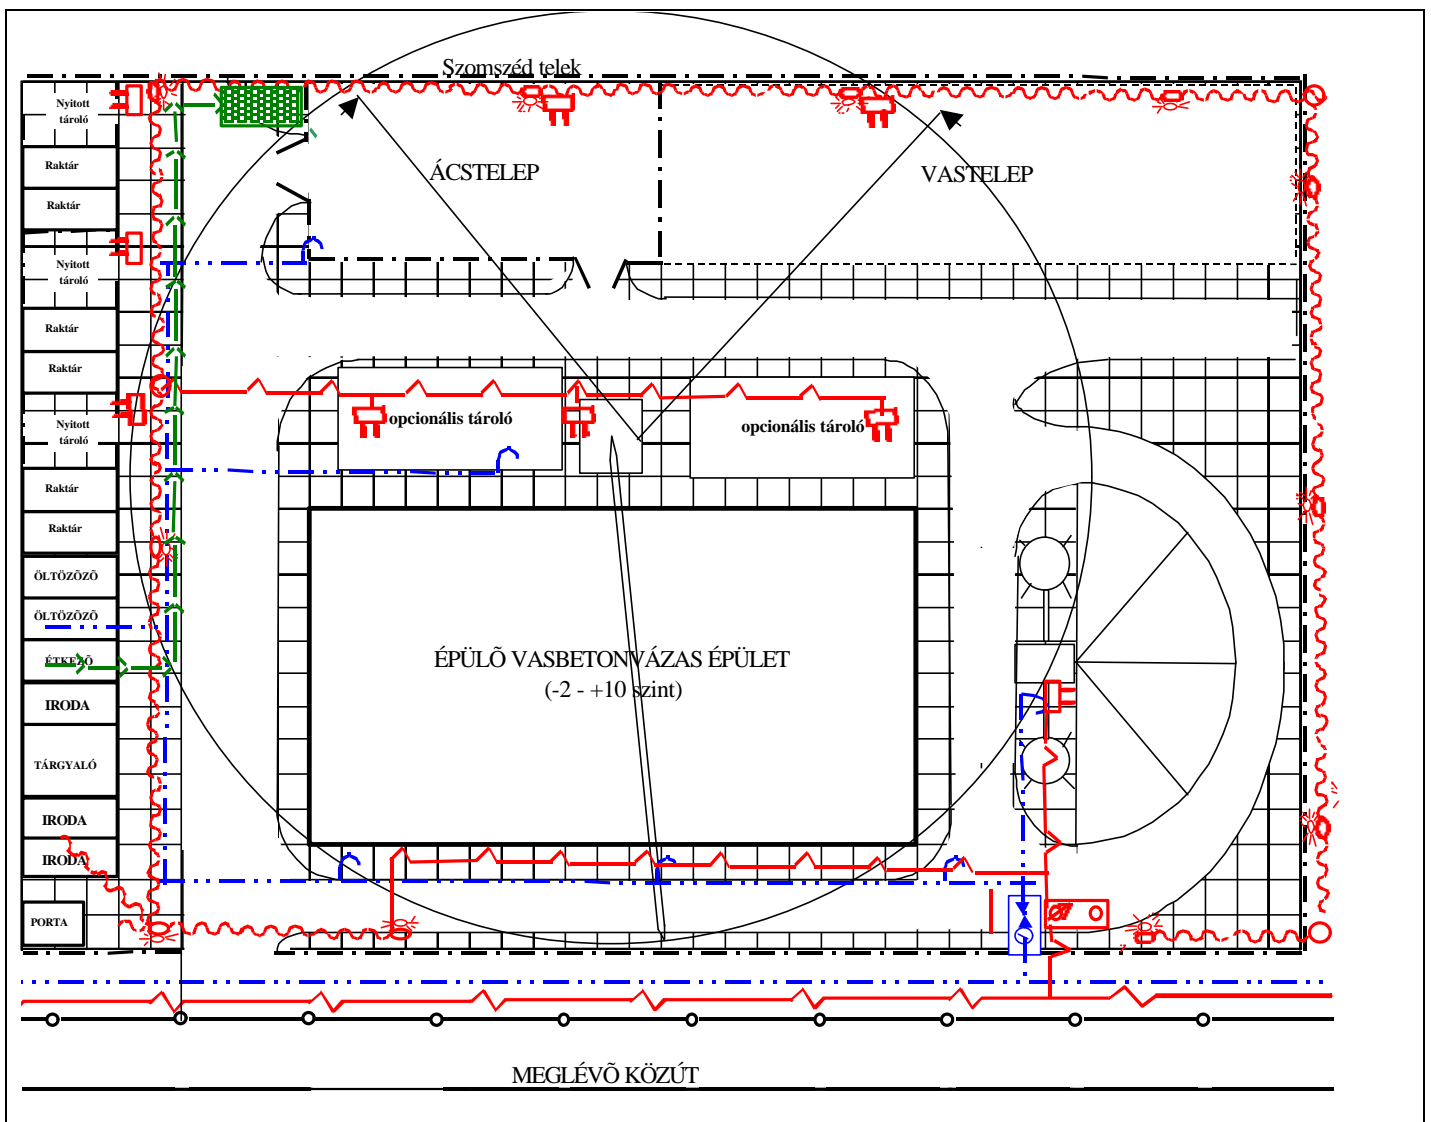 Szomszéd telek
Nyitott
tároló
Raktár
Raktár
Nyitott
tároló
Raktár
Raktár
Nyitott
tároló
Raktár
Raktár
ÖLTÖZÕZÕ
ÖLTÖZÕZÕ
ÉTKEZÕ
IRODA
TÁRGYALÓ
IRODA
IRODA
PORTA
ÁCSTELEP
VASTELEP
opcionális tároló
opcionális tároló
ÉPÜLÕ VASBETONVÁZAS ÉPÜLET
(-2 - +10 szint)
MEGLÉVÕ KÖZÚT